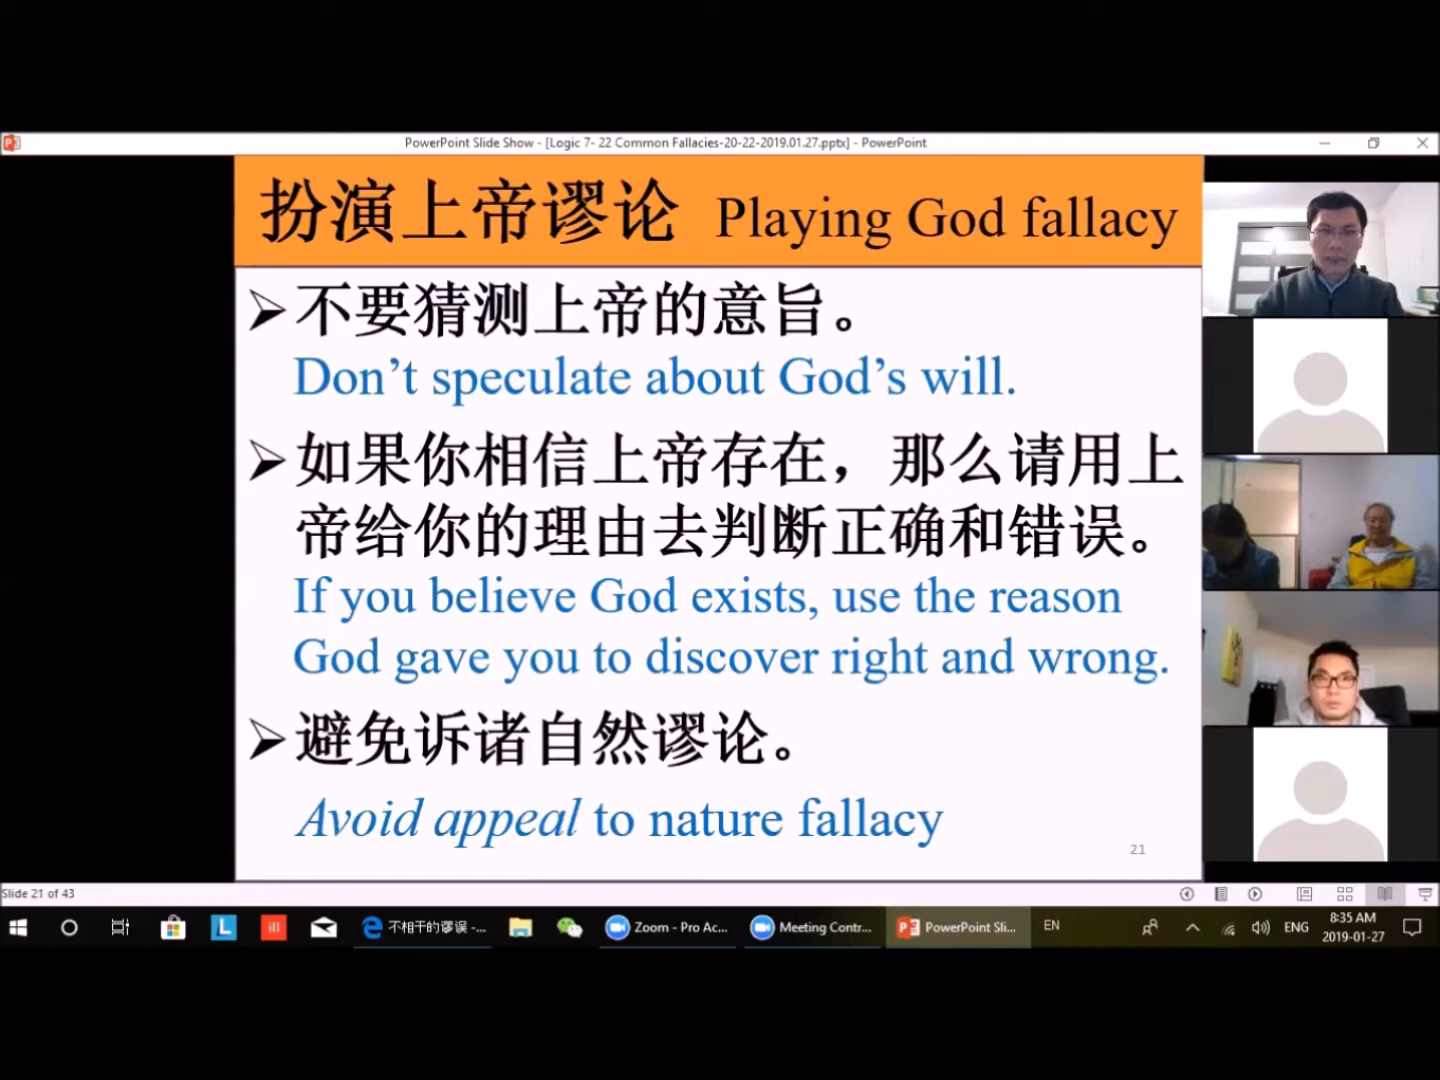 PowerPoint Slide Show - [Logic 7- 22 Common Fallacies-20-22-2019.01.27.pptx] - PowerPoint
扮演上帝谬论 Playing God fallacy
不要猜测上帝的意旨。
Don’t speculate about God’s will.
如果你相信上帝存在，那么请用上
帝给你的理由去判断正确和错误。
If you believe God exists, use the reason
God gave you to discover right and wrong.
避免诉诸自然谬论。
Avoid appeal to nature fallacy
21
Slide 21 of 43
L
不相干的谬误 -...
Zoom - Pro Ac...
Meeting Contr...
PowerPoint Sli...
EN
ENG
8:35 AM
2019-01-27